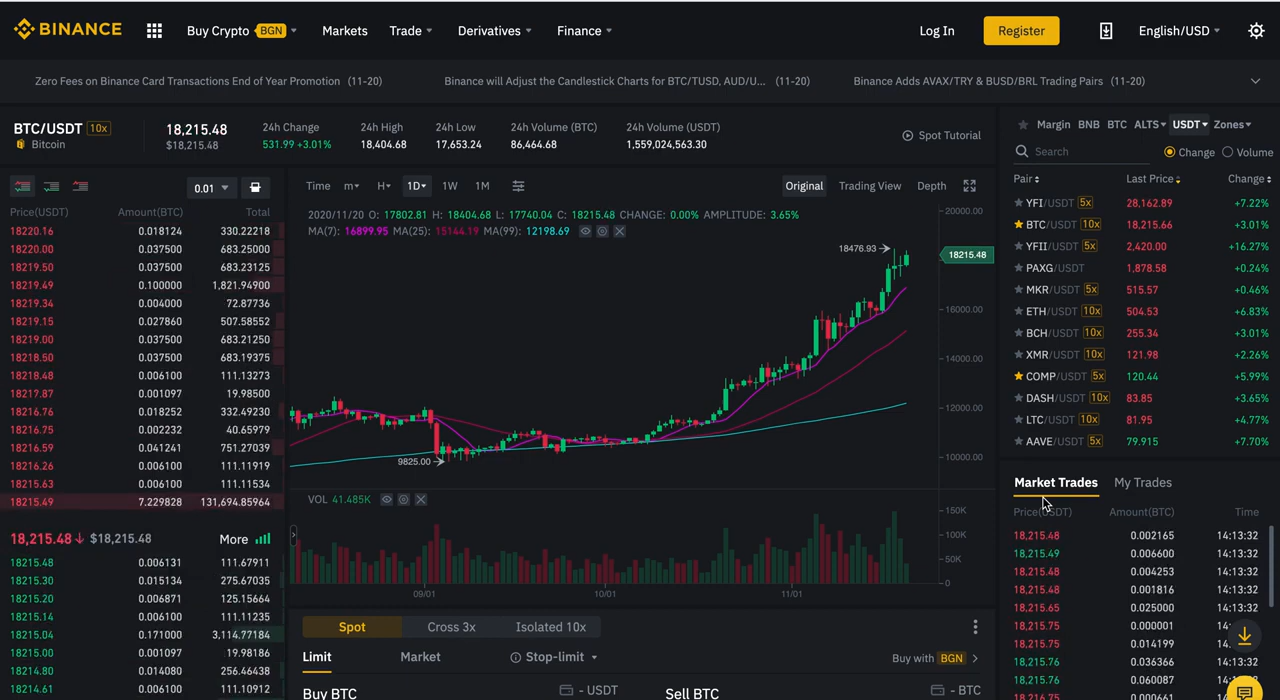 BINANCE Buy Crypto BGN Markets Trade Derivatives Finance Log In Register English/USD
Zero Fees on Binance Card Transactions End of Year Promotion (11-20) Binance will Adjust the Candlestick Charts for BTC/TUSD, AUD/U... (11-20) Binance Adds AVAX/TRY & BUSD/BRL Trading Pairs (11-20)
BTC/USDT 10x
Bitcoin
18,215.48
$18,215.48
24h Change
531.99 +3.01%
24h High
18,404.68
24h Low
17,653.24
24h Volume (BTC)
86,464.68
24h Volume (USDT)
1,559,024,563.30
Spot Tutorial
0.01
Price(USDT) Amount(BTC) Total
18220.16 0.018124 330.22218
18220.00 0.037500 683.25000
18219.50 0.037500 683.23125
18219.49 0.100000 1,821.94900
18219.34 0.004000 72.87736
18219.15 0.027860 507.58552
18219.00 0.037500 683.21250
18218.50 0.037500 683.19375
18218.48 0.006100 111.13273
18217.87 0.001097 19.98500
18216.76 0.018252 332.49230
18216.75 0.002232 40.65979
18216.59 0.041241 751.27039
18216.26 0.006100 111.11919
18215.63 0.006100 111.11534
18215.49 7.229828 131,694.85964
18,215.48↓ $18,215.48 More
18215.48 0.006131 111.67911
18215.30 0.015134 275.67035
18215.20 0.006871 125.15664
18215.14 0.006100 111.11235
18215.04 0.171000 3,114.77184
18215.00 0.001097 19.98186
18214.80 0.014080 256.46438
18214.61 0.006100 111.10912
Time m H 1D 1W 1M Original Trading View Depth
2020/11/20 O: 17802.81 H: 18404.68 L: 17740.04 C: 18215.48 CHANGE: 0.00% AMPLITUDE: 3.65%
MA(7): 16899.95 MA(25): 15144.19 MA(99): 12198.69
20000.00
18476.93
18215.48
16000.00
14000.00
12000.00
10000.00
9825.00
VOL 41.485K
150K
100K
50K
0
09/01 10/01 11/01
Spot Cross 3x Isolated 10x
Limit Market Stop-limit Buy with BGN
Buy BTC - USDT Sell BTC - BTC
Margin BNB BTC ALTS USDT Zones
Search Change Volume
Pair Last Price Change
YFI/USDT 5x 28,162.89 +7.22%
BTC/USDT 10x 18,215.66 +3.01%
YFII/USDT 5x 2,420.00 +16.27%
PAXG/USDT 1,878.58 +0.24%
MKR/USDT 5x 515.57 +0.46%
ETH/USDT 10x 504.53 +6.83%
BCH/USDT 10x 255.34 +3.01%
XMR/USDT 10x 121.98 +2.26%
COMP/USDT 5x 120.44 +5.99%
DASH/USDT 10x 83.85 +3.65%
LTC/USDT 10x 81.95 +4.77%
AAVE/USDT 5x 79.915 +7.70%
Market Trades My Trades
Price(USDT) Amount(BTC) Time
18,215.48 0.002165 14:13:32
18,215.49 0.006600 14:13:32
18,215.48 0.004253 14:13:32
18,215.48 0.001816 14:13:32
18,215.65 0.025000 14:13:32
18,215.75 0.000001 14:13:32
18,215.75 0.014199 14:13:32
18,215.76 0.036366 14:13:32
18,215.76 0.060087 14:13:32
18,216.75 0.000661